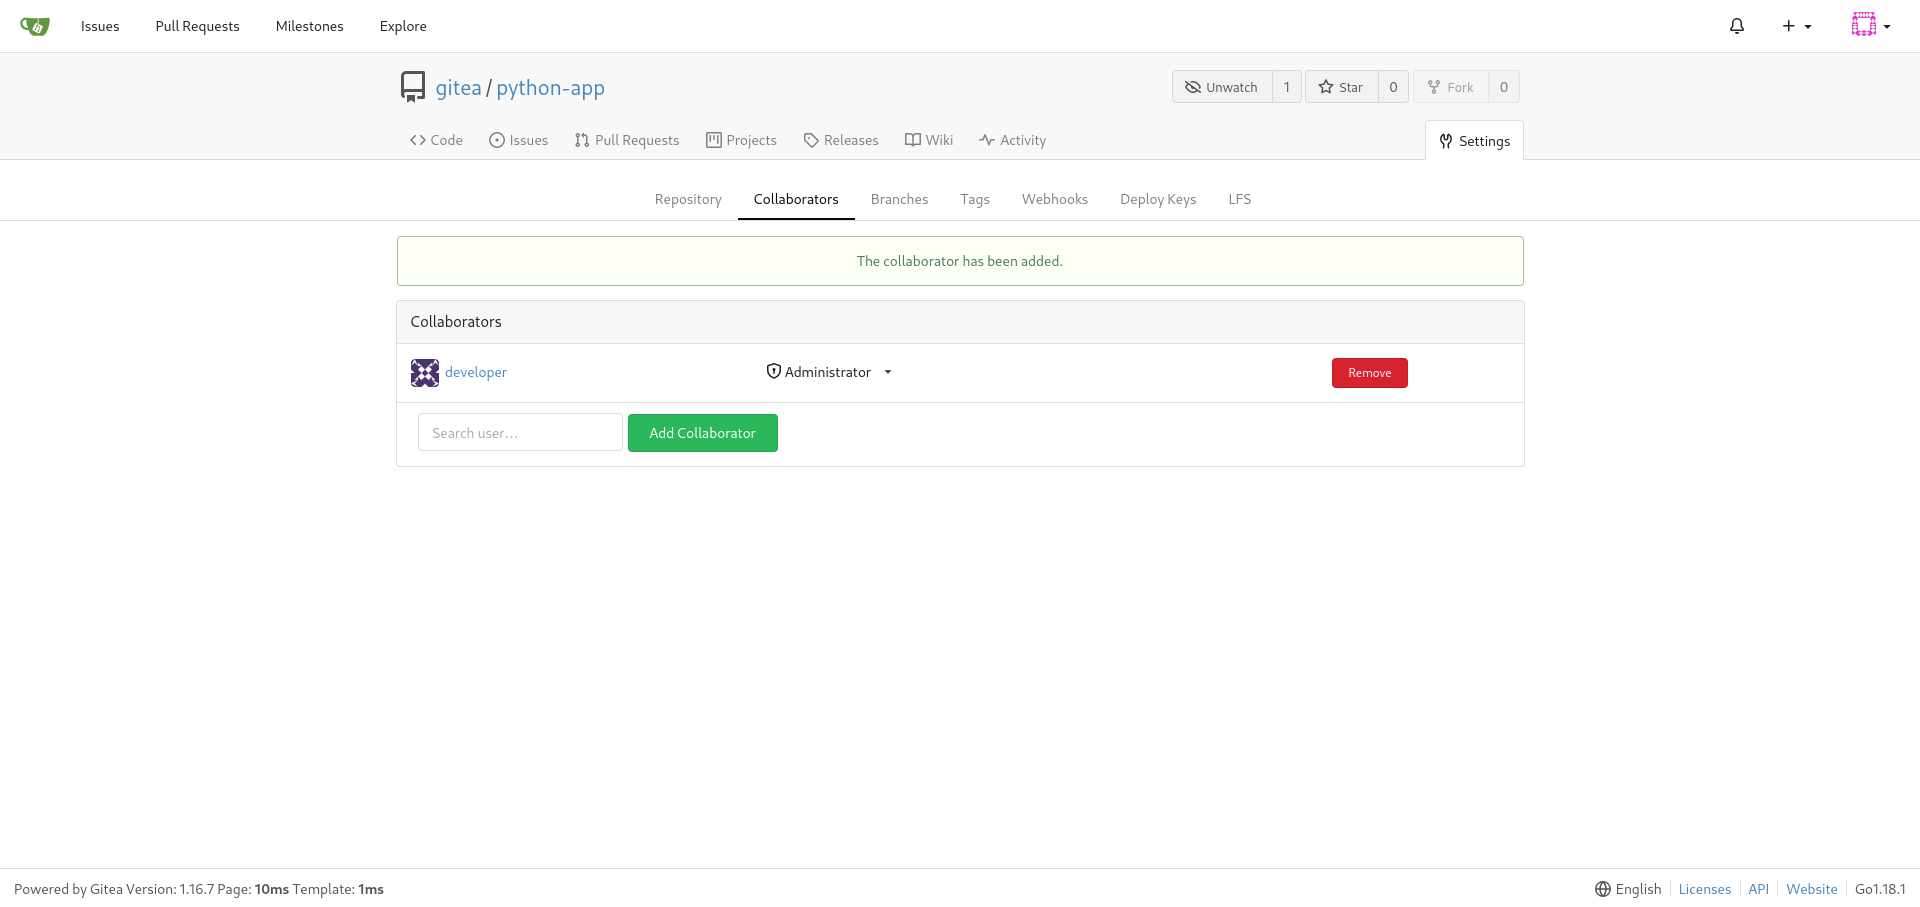 Issues Pull Requests Milestones Explore
gitea / python-app Unwatch 1 Star 0 Fork 0
Code Issues Pull Requests Projects Releases Wiki Activity Settings
Repository Collaborators Branches Tags Webhooks Deploy Keys LFS
The collaborator has been added.
Collaborators
developer Administrator Remove
Search user... Add Collaborator
Powered by Gitea Version: 1.16.7 Page: 10ms Template: 1ms English Licenses API Website Go1.18.1